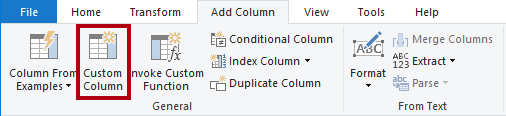 File Home Transform Add Column View Tools Help
Column From Examples
Custom Column
Invoke Custom Function
Conditional Column
Index Column
Duplicate Column
General
Format
ABC
Merge Columns
ABC
123 Extract
Parse
From Text